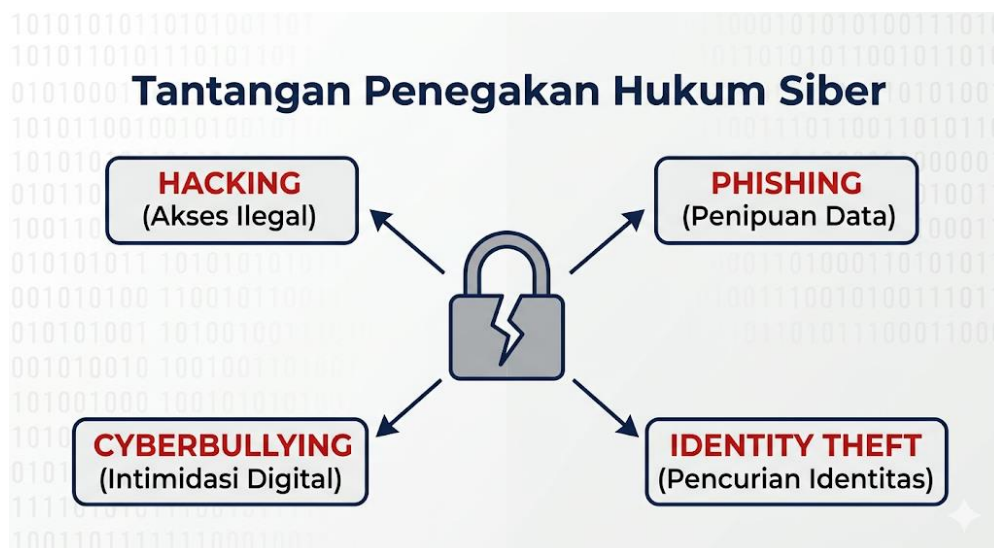 Tantangan Penegakan Hukum Siber
HACKING
(Akses Ilegal)
PHISHING
(Penipuan Data)
CYBERBULLYING
(Intimidasi Digital)
IDENTITY THEFT
(Pencurian Identitas)